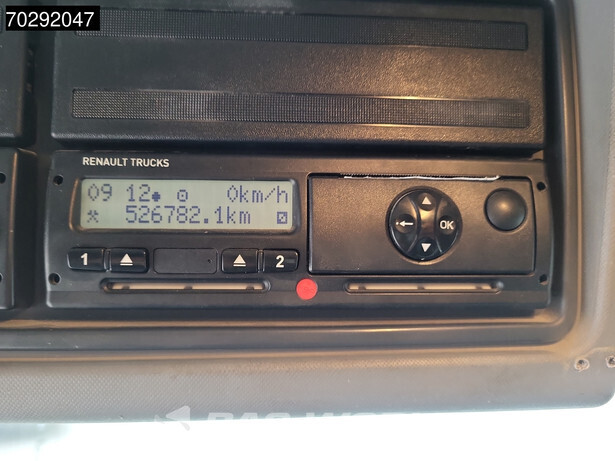 70292047
RENAULT TRUCKS
09 12 0km/h
526782.1km
1 2
OK